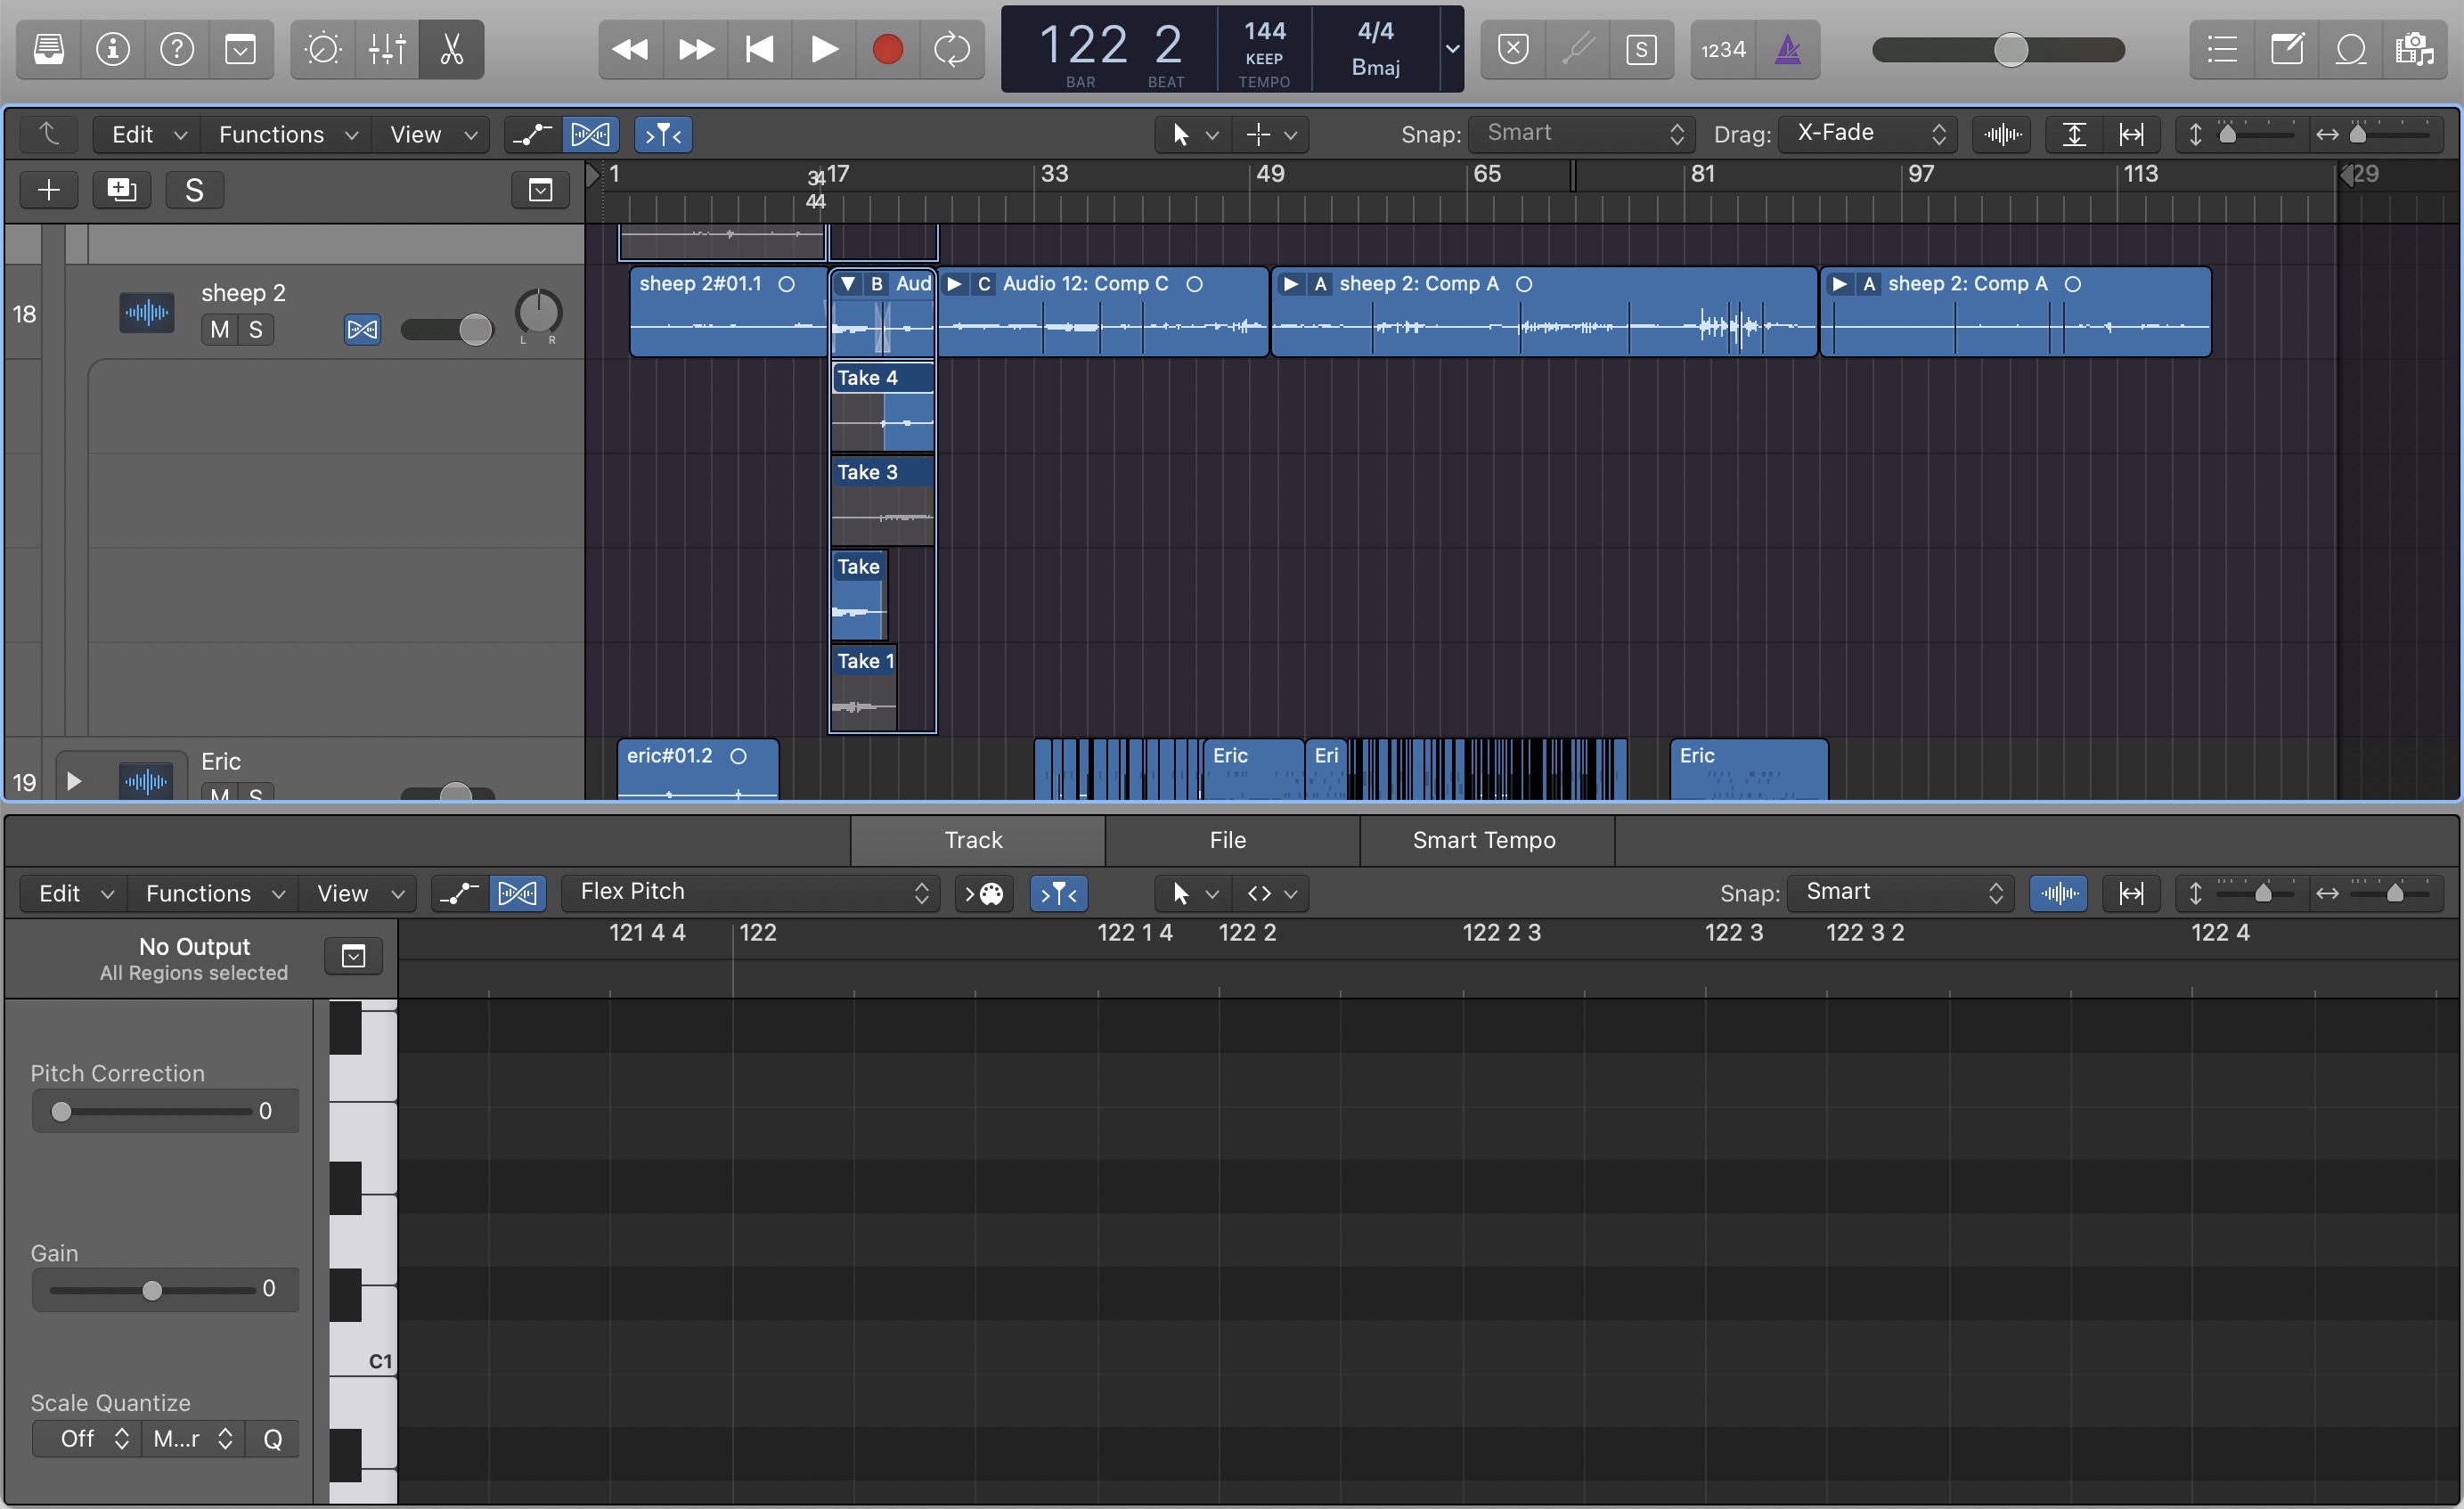 122 2 144 4/4
KEEP Bmaj
BAR BEAT TEMPO
1234
S
Edit Functions View Snap: Smart Drag: X-Fade
S
1 17 33 49 65 81 97 113 29
18 sheep 2
M S
L R
sheep 2#01.1 B Aud C Audio 12: Comp C A sheep 2: Comp A A sheep 2: Comp A
Take 4
Take 3
Take
Take 1
19 Eric
M S
eric#01.2 Eric Eri Eric
Track File Smart Tempo
Edit Functions View Flex Pitch Snap: Smart
No Output
All Regions selected
121 4 4 122 122 1 4 122 2 122 2 3 122 3 122 3 2 122 4
Pitch Correction
0
Gain
0
C1
Scale Quantize
Off M...r Q